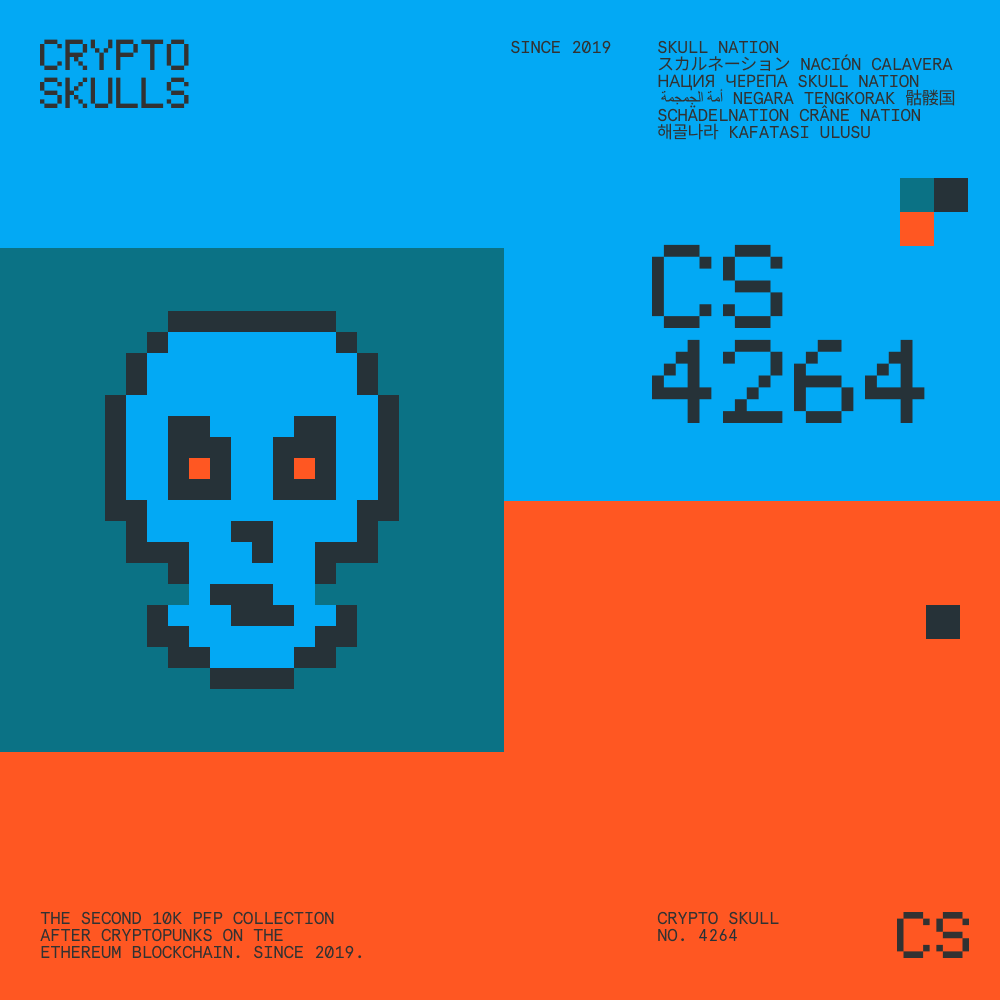 CRYPTO
SKULLS
SINCE 2019
SKULL NATION
スカルネーション NACIÓN CALAVERA
НАЦИЯ ЧЕРЕПА SKULL NATION
أمة الجمجمة NEGARA TENGKORAK 骷髅国
SCHÄDELNATION CRÂNE NATION
해골나라 KAFATASI ULUSU
CS
4264
THE SECOND 10K PFP COLLECTION
AFTER CRYPTOPUNKS ON THE
ETHEREUM BLOCKCHAIN. SINCE 2019.
CRYPTO SKULL
NO. 4264
CS